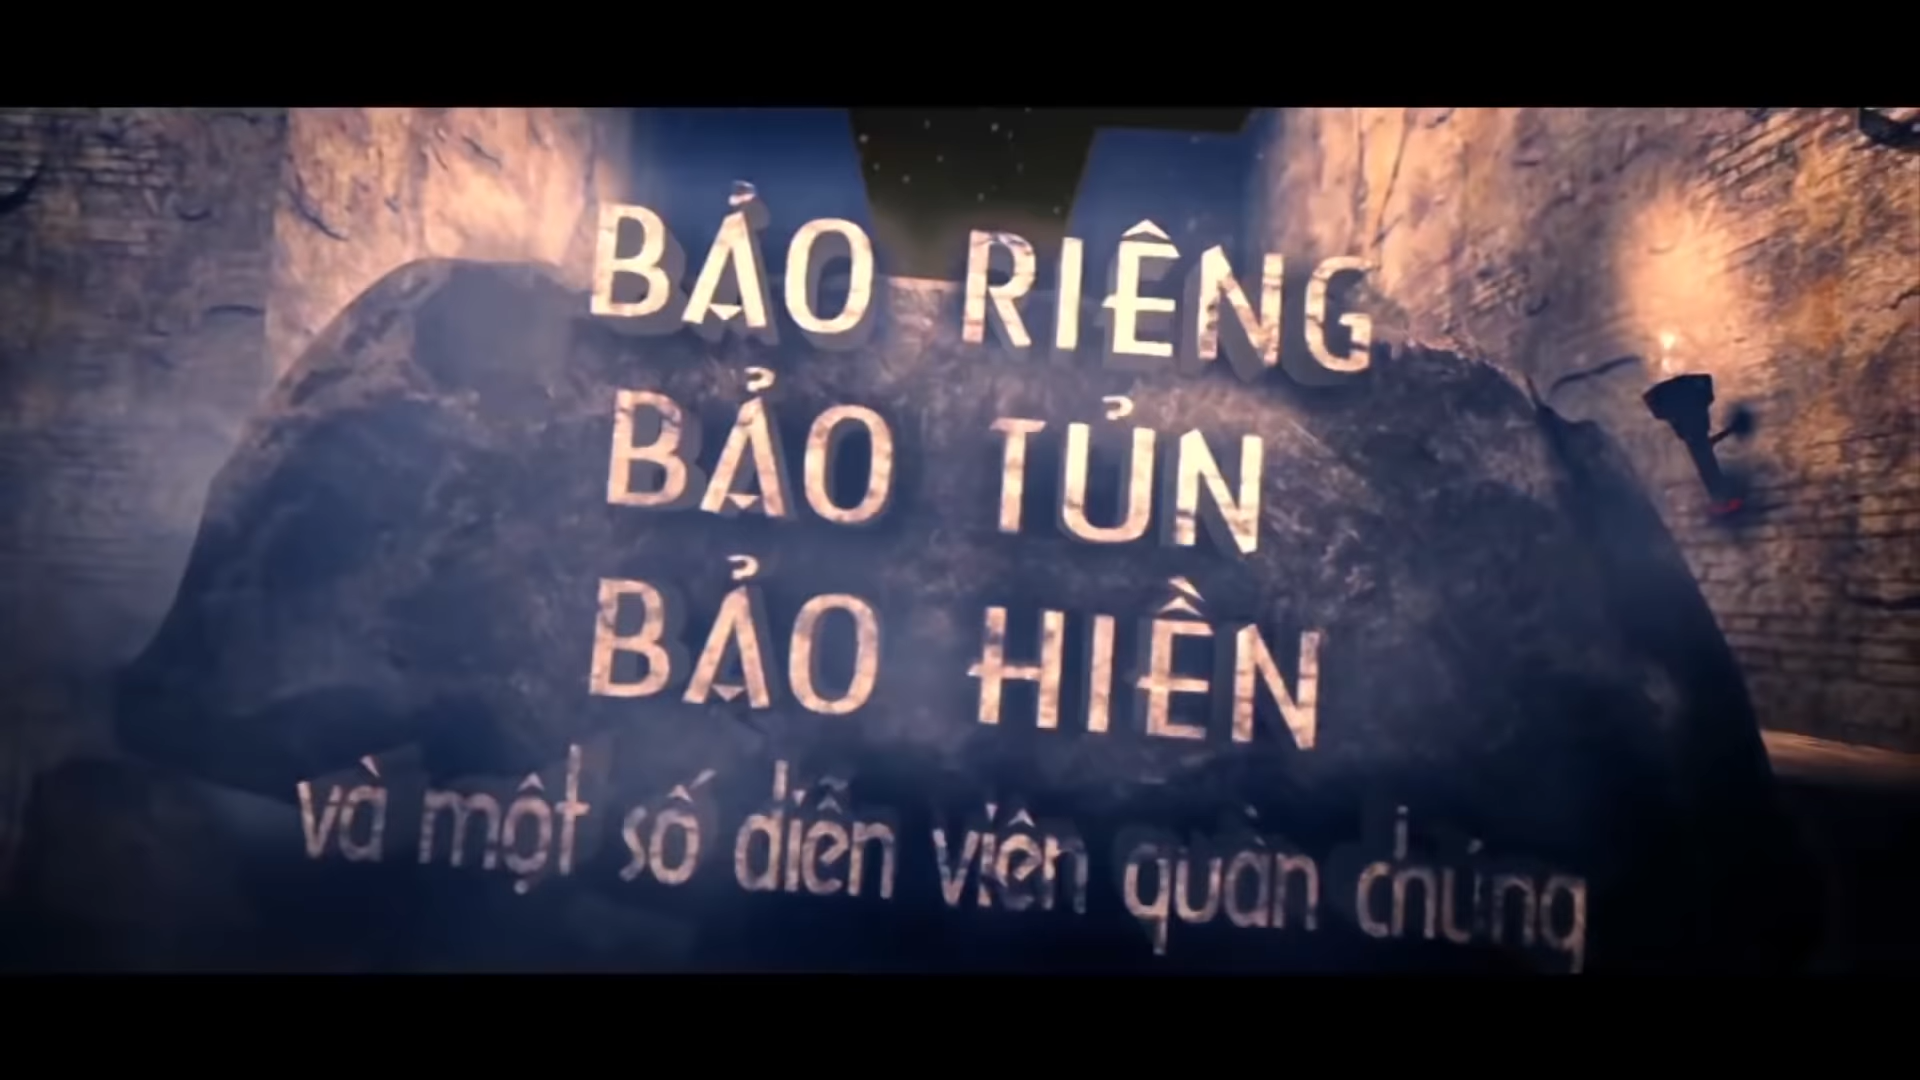 BẢO RIÊNG
BẢO TỦN
BẢO HIỀN
và một số diễn viên quần chúng